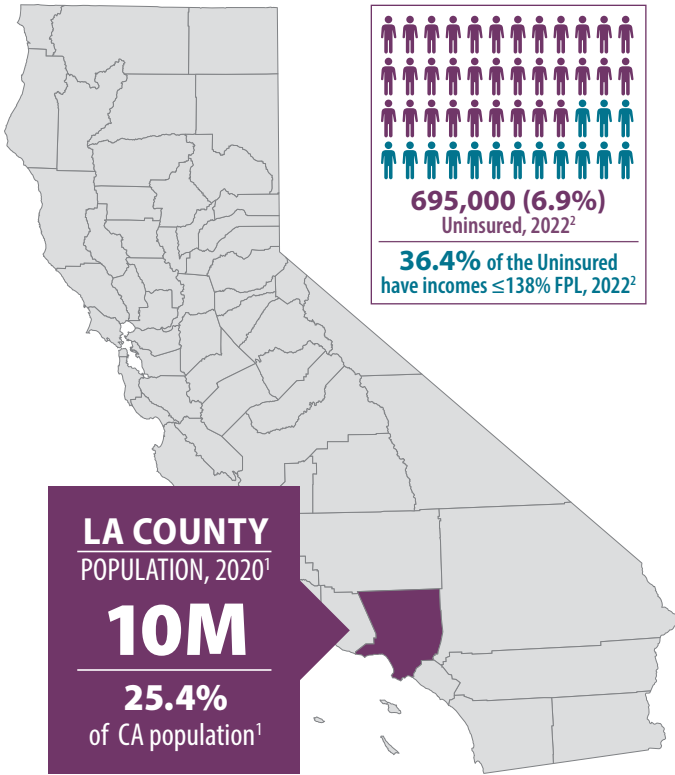 695,000 (6.9%)
Uninsured, 2022²
36.4% of the Uninsured
have incomes ≤138% FPL, 2022²
LA COUNTY
POPULATION, 2020¹
10M
25.4%
of CA population¹